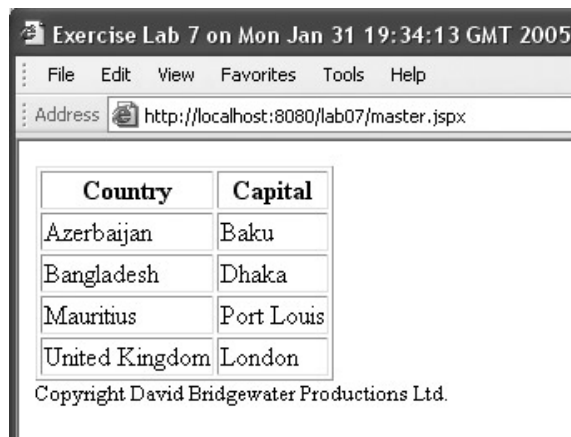 Exercise Lab 7 on Mon Jan 31 19:34:13 GMT 2005
File Edit View Favorites Tools Help
Address http://localhost:8080/lab07/master.jspx
Country Capital
Azerbaijan Baku
Bangladesh Dhaka
Mauritius Port Louis
United Kingdom London
Copyright David Bridgewater Productions Ltd.